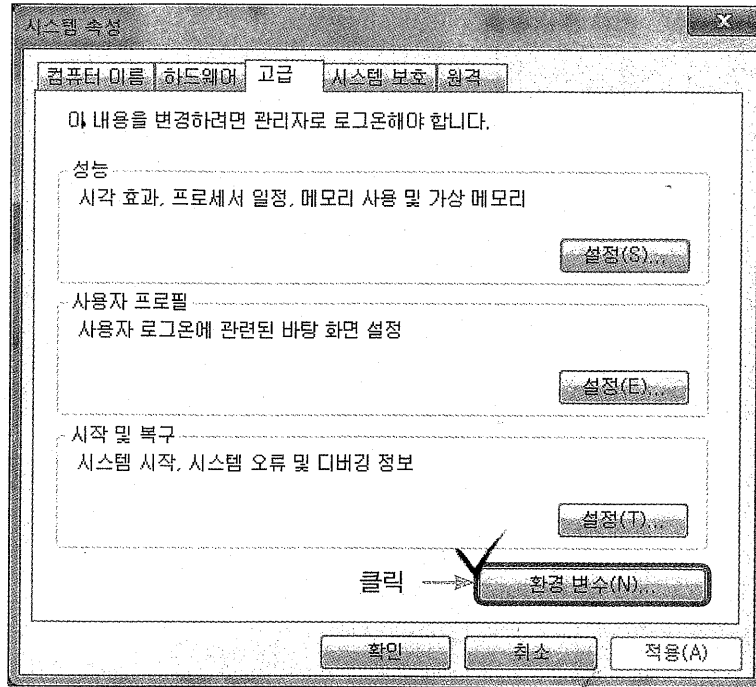 시스템 속성
X
컴퓨터 이름 하드웨어 고급 시스템 보호 원격
이 내용을 변경하려면 관리자로 로그온해야 합니다.
성능
시각 효과, 프로세서 일정, 메모리 사용 및 가상 메모리
설정(S)...
사용자 프로필
사용자 로그온에 관련된 바탕 화면 설정
설정(E)...
시작 및 복구
시스템 시작, 시스템 오류 및 디버깅 정보
설정(T)...
클릭 환경 변수(N)...
확인 취소 적용(A)